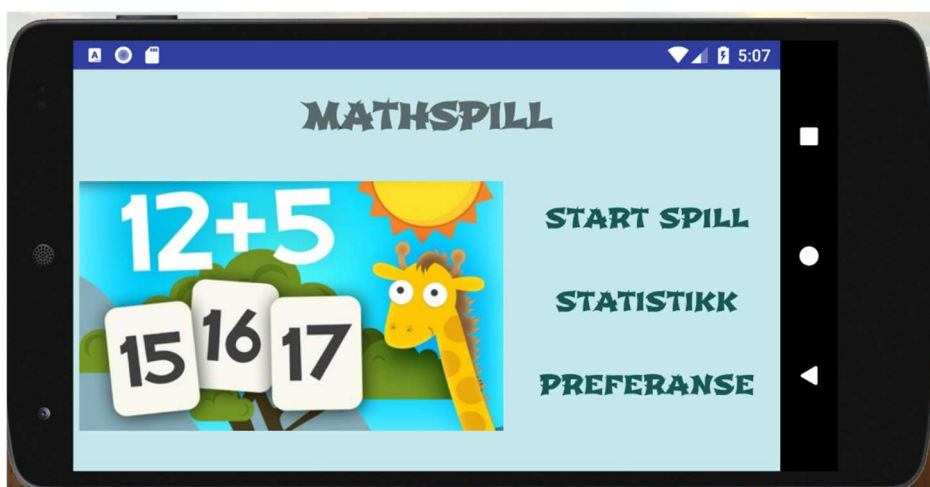 5:07
MATHSPILL
12+5
15 16 17
START SPILL
STATISTIKK
PREFERANSE